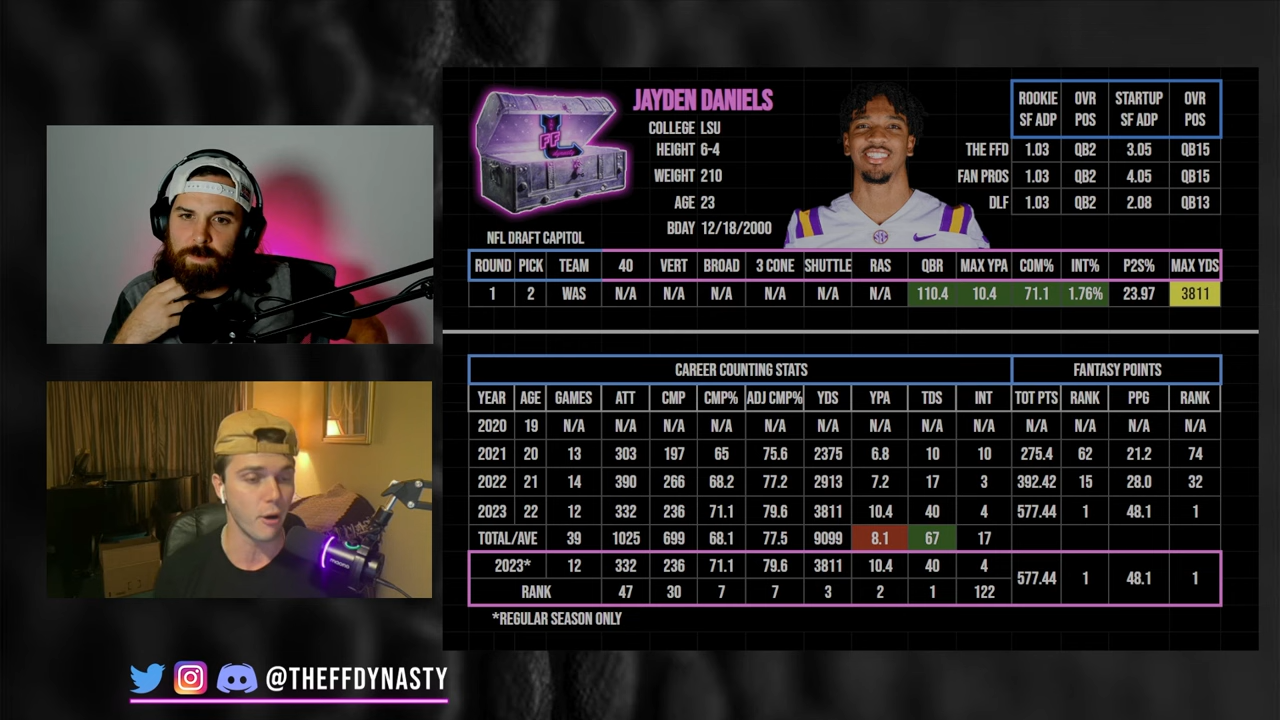 JAYDEN DANIELS
COLLEGE LSU
HEIGHT 6-4
WEIGHT 210
AGE 23
BDAY 12/18/2000
FF
ROOKIE SF ADP OVR POS STARTUP SF ADP OVR POS
THE FFD 1.03 QB2 3.05 QB15
FAN PROS 1.03 QB2 4.05 QB15
DLF 1.03 QB2 2.08 QB13
NFL DRAFT CAPITOL
ROUND PICK TEAM 40 VERT BROAD 3 CONE SHUTTLE RAS QBR MAX YPA COM% INT% P2S% MAX YDS
1 2 WAS N/A N/A N/A N/A N/A N/A 110.4 10.4 71.1 1.76% 23.97 3811
CAREER COUNTING STATS FANTASY POINTS
YEAR AGE GAMES ATT CMP CMP% ADJ CMP% YDS YPA TDS INT TOT PTS RANK PPG RANK
2020 19 N/A N/A N/A N/A N/A N/A N/A N/A N/A N/A N/A N/A N/A
2021 20 13 303 197 65 75.6 2375 6.8 10 10 275.4 62 21.2 74
2022 21 14 390 266 68.2 77.2 2913 7.2 17 3 392.42 15 28.0 32
2023 22 12 332 236 71.1 79.6 3811 10.4 40 4 577.44 1 48.1 1
TOTAL/AVE 39 1025 699 68.1 77.5 9099 8.1 67 17
2023* 12 332 236 71.1 79.6 3811 10.4 40 4 577.44 1 48.1 1
RANK 47 30 7 7 3 2 1 122
*REGULAR SEASON ONLY
@THEFFDYNASTY